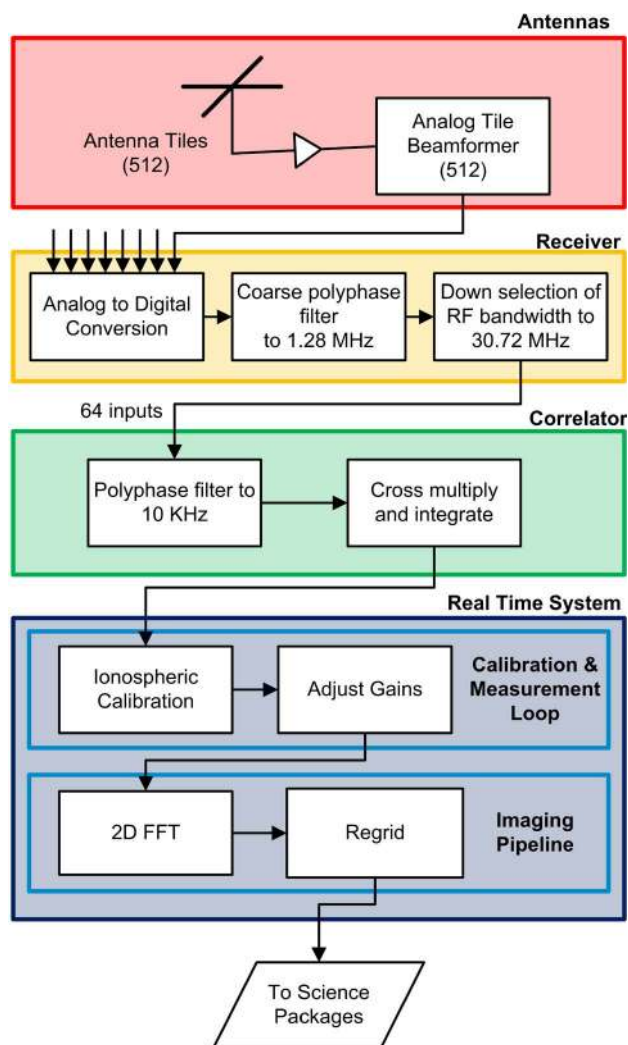 Antennas
Antenna Tiles
(512)
Analog Tile
Beamformer
(512)
Receiver
Analog to Digital
Conversion
Coarse polyphase
filter
to 1.28 MHz
Down selection of
RF bandwidth to
30.72 MHz
64 inputs
Correlator
Polyphase filter to
10 KHz
Cross multiply
and integrate
Real Time System
Ionospheric
Calibration
Adjust Gains
Calibration &
Measurement
Loop
2D FFT
Regrid
Imaging
Pipeline
To Science
Packages